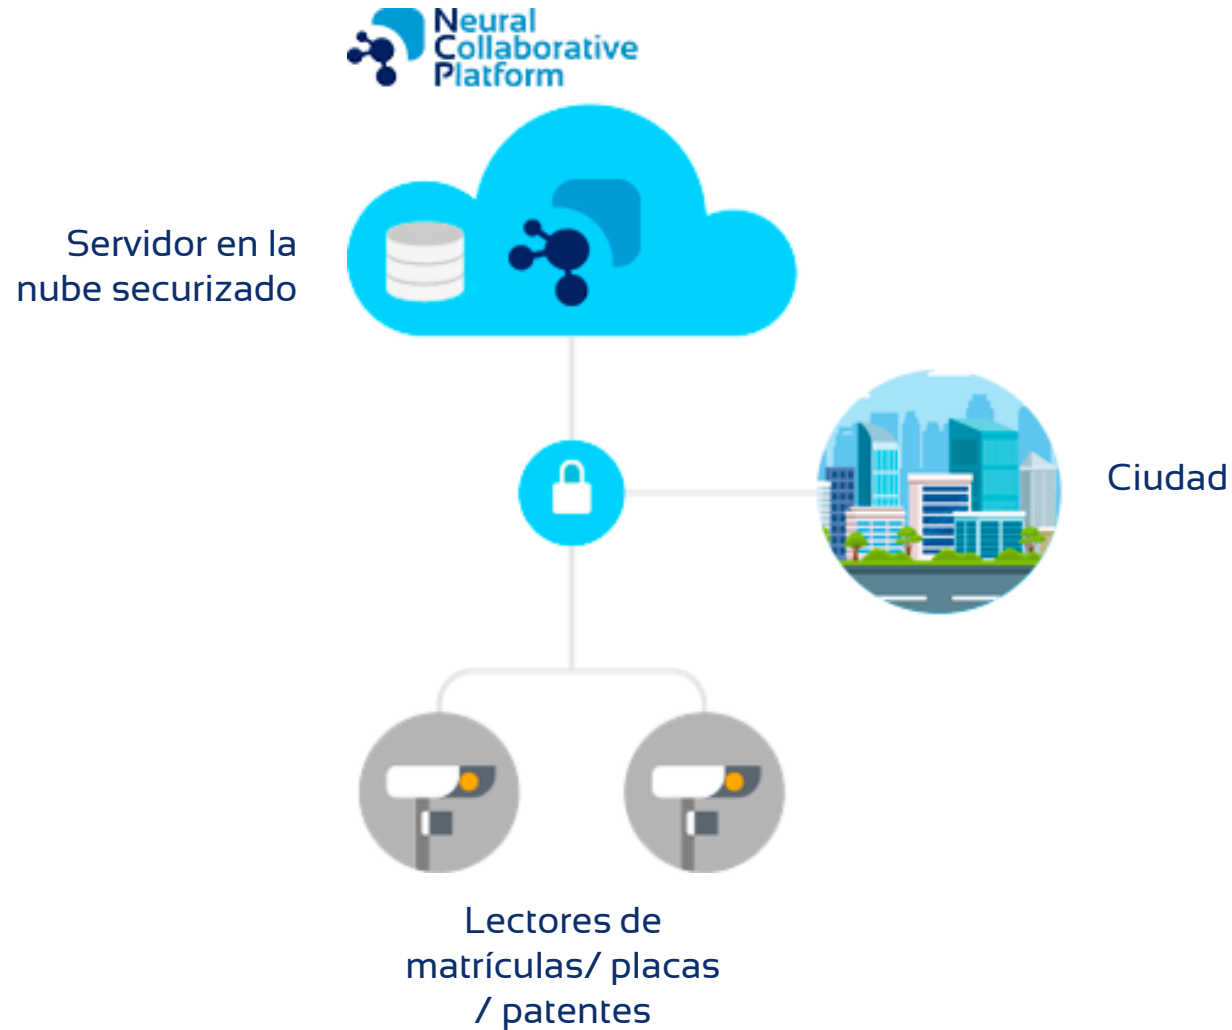 Neural
Collaborative
Platform
Servidor en la
nube securizado
Ciudad
Lectores de
matrículas/ placas
/ patentes